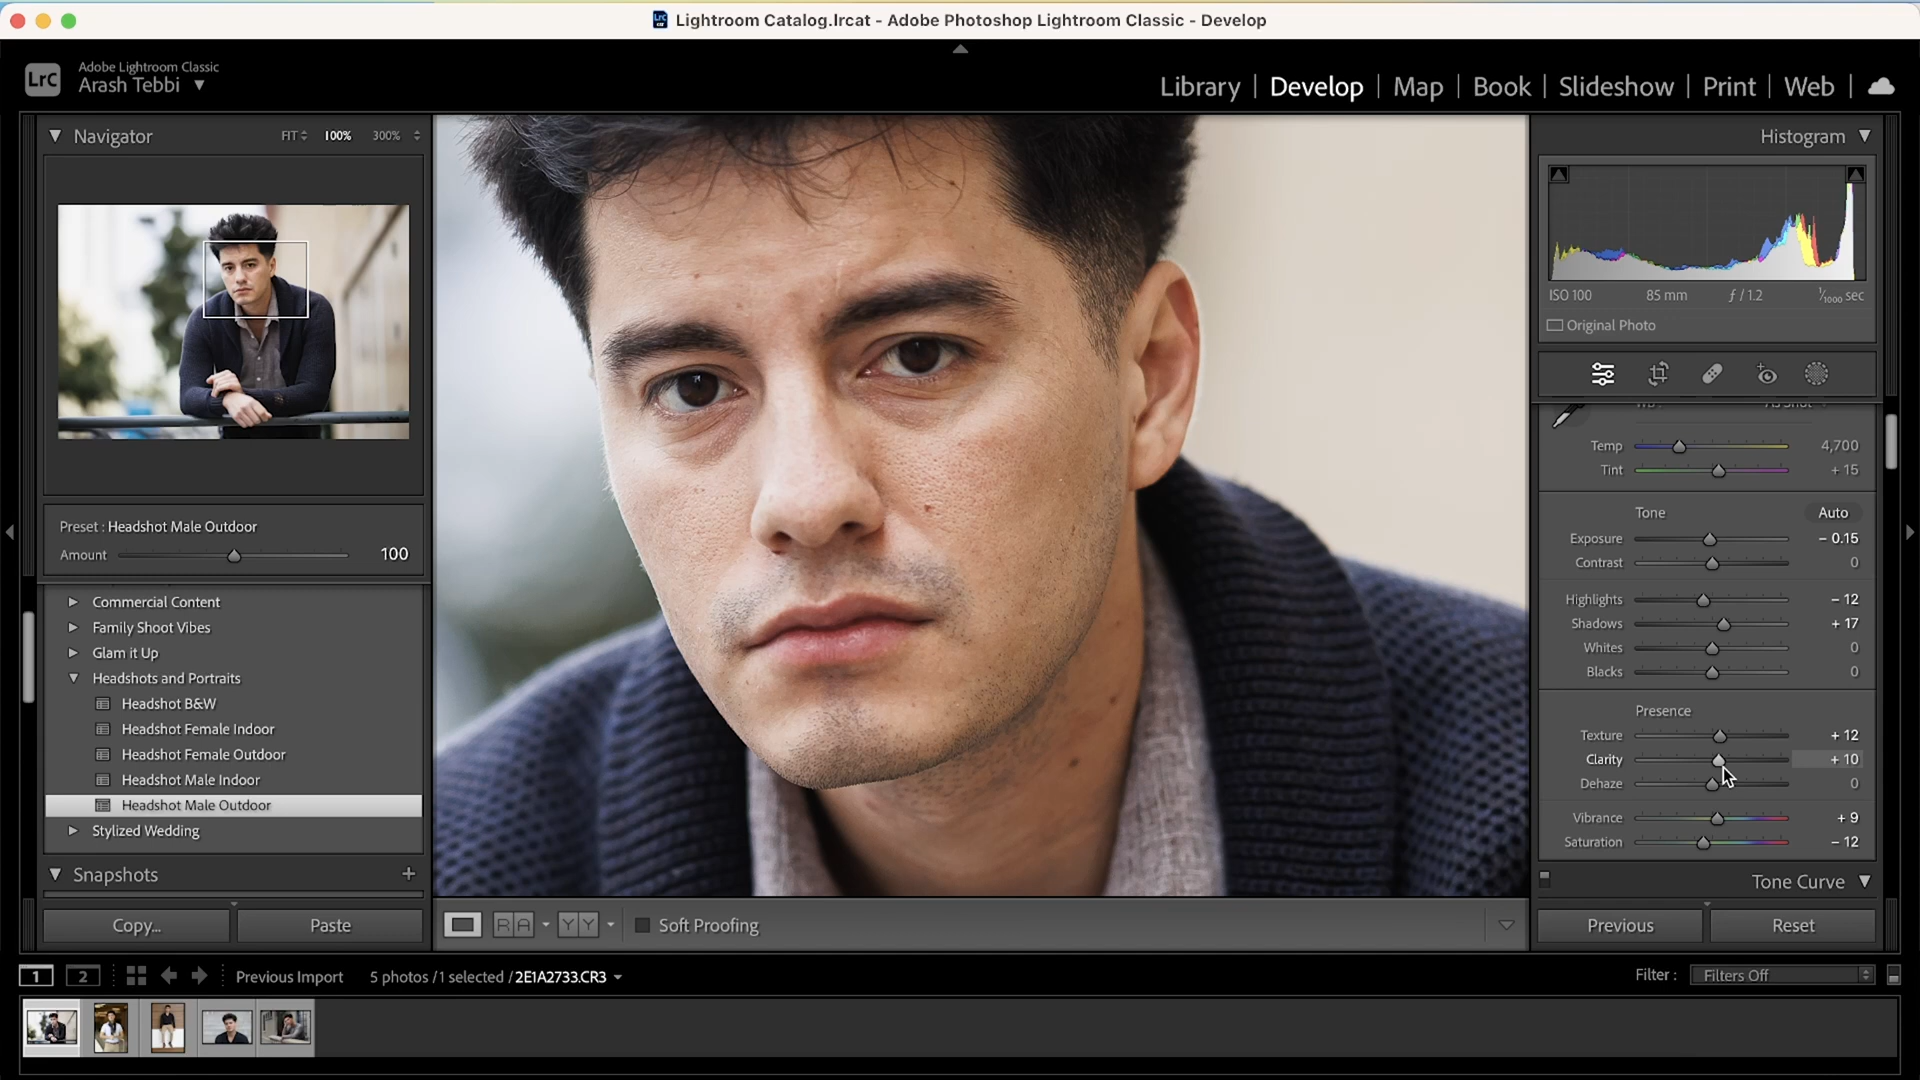 Lightroom Catalog.lrcat - Adobe Photoshop Lightroom Classic - Develop
LrC
Adobe Lightroom Classic
Arash Tebbi
Library | Develop | Map | Book | Slideshow | Print | Web
Navigator
FIT
100%
300%
Histogram
ISO 100
85 mm
ƒ / 1.2
1/1000 sec
Original Photo
As Shot
Temp 4,700
Tint + 15
Tone Auto
Exposure - 0.15
Contrast 0
Highlights - 12
Shadows + 17
Whites 0
Blacks 0
Presence
Texture + 12
Clarity + 10
Dehaze 0
Vibrance + 9
Saturation - 12
Tone Curve
Previous
Reset
Preset : Headshot Male Outdoor
Amount 100
Commercial Content
Family Shoot Vibes
Glam it Up
Headshots and Portraits
Headshot B&W
Headshot Female Indoor
Headshot Female Outdoor
Headshot Male Indoor
Headshot Male Outdoor
Stylized Wedding
Snapshots +
Copy...
Paste
R A
Y Y
Soft Proofing
1
2
Previous Import
5 photos / 1 selected / 2E1A2733.CR3
Filter :
Filters Off